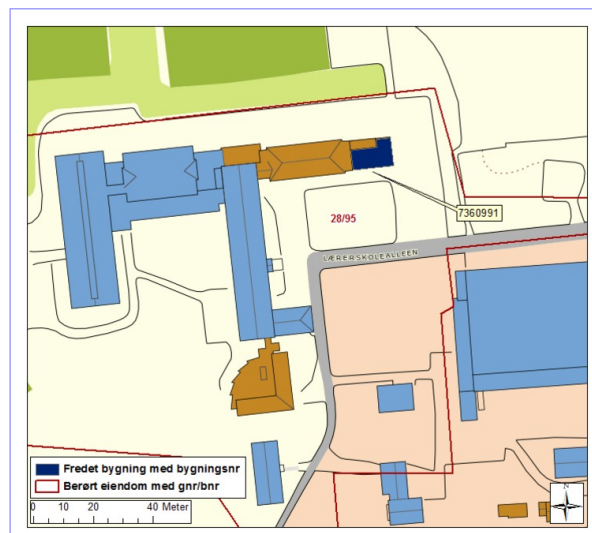 7360991
28/95
LÆRERSKOLEALLEEN
Fredet bygning med bygningsnr
Berørt eiendom med gnr/bnr
0 10 20 40 Meter
N